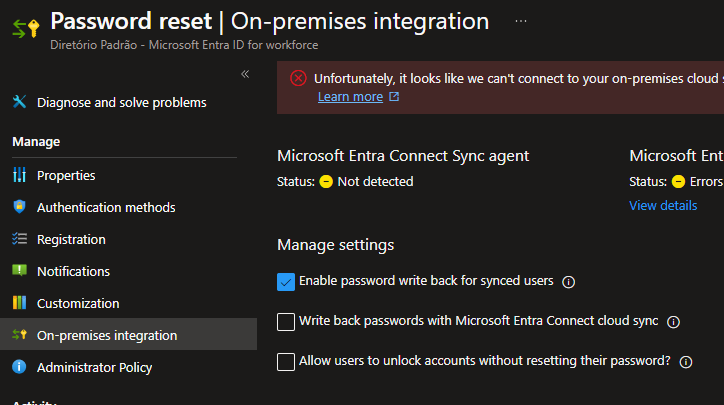 Password reset | On-premises integration ...
Diretório Padrão - Microsoft Entra ID for workforce
«
Diagnose and solve problems
Manage
Properties
Authentication methods
Registration
Notifications
Customization
On-premises integration
Administrator Policy
Unfortunately, it looks like we can't connect to your on-premises cloud
Learn more
Microsoft Entra Connect Sync agent
Status: Not detected
Microsoft Ent
Status: Errors
View details
Manage settings
Enable password write back for synced users
Write back passwords with Microsoft Entra Connect cloud sync
Allow users to unlock accounts without resetting their password?